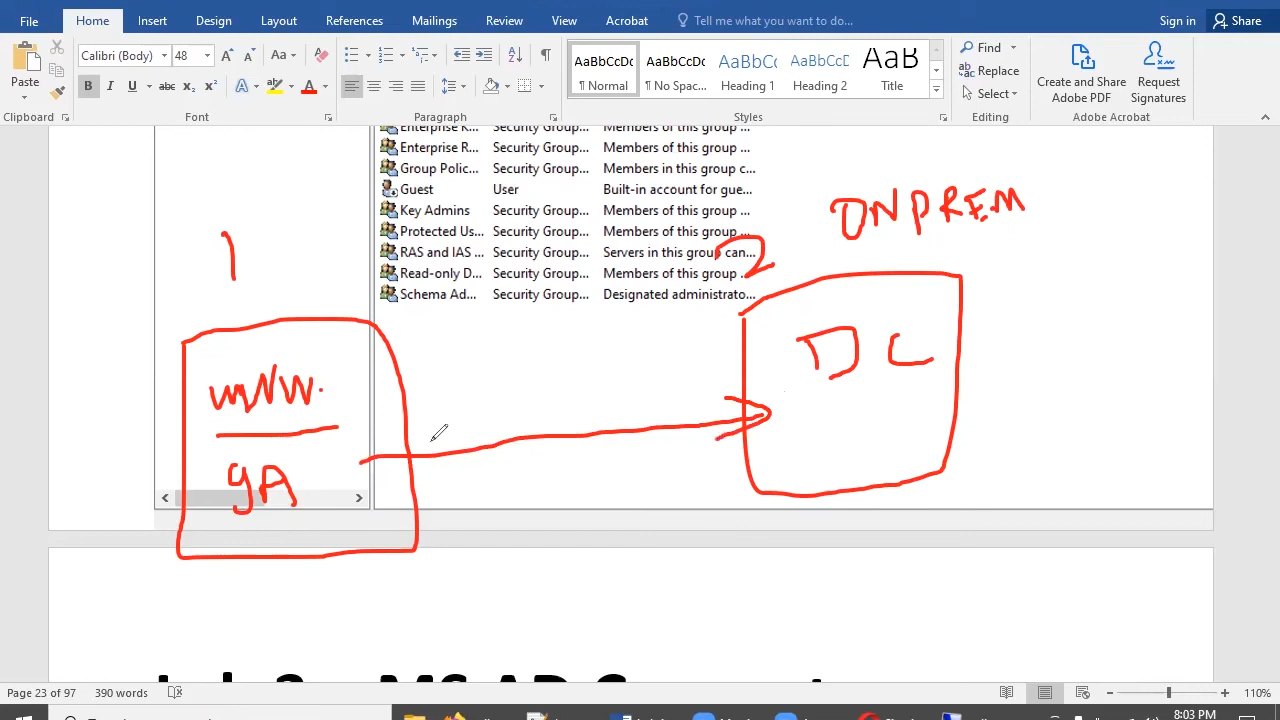 File Home Insert Design Layout References Mailings Review View Acrobat Tell me what you want to do... Sign in Share
Paste Calibri (Body) 48 Aa
B I U abc X₂ X² A A
AaBbCcDc AaBbCcDc AaBbCc AaBbCcD AaB
¶ Normal ¶ No Spac... Heading 1 Heading 2 Title
Find
Replace
Select
Create and Share Adobe PDF
Request Signatures
Clipboard Font Paragraph Styles Editing Adobe Acrobat
Enterprise K... Security Group... Members of this group ...
Enterprise R... Security Group... Members of this group ...
Group Polic... Security Group... Members in this group c...
Guest User Built-in account for gue...
Key Admins Security Group... Members of this group ...
Protected Us... Security Group... Members of this group ...
RAS and IAS ... Security Group... Servers in this group can...
Read-only D... Security Group... Members of this group ...
Schema Ad... Security Group... Designated administrato...
ONPREM
1
2
DC
www.
gA
Page 23 of 97 390 words 110%
8:03 PM